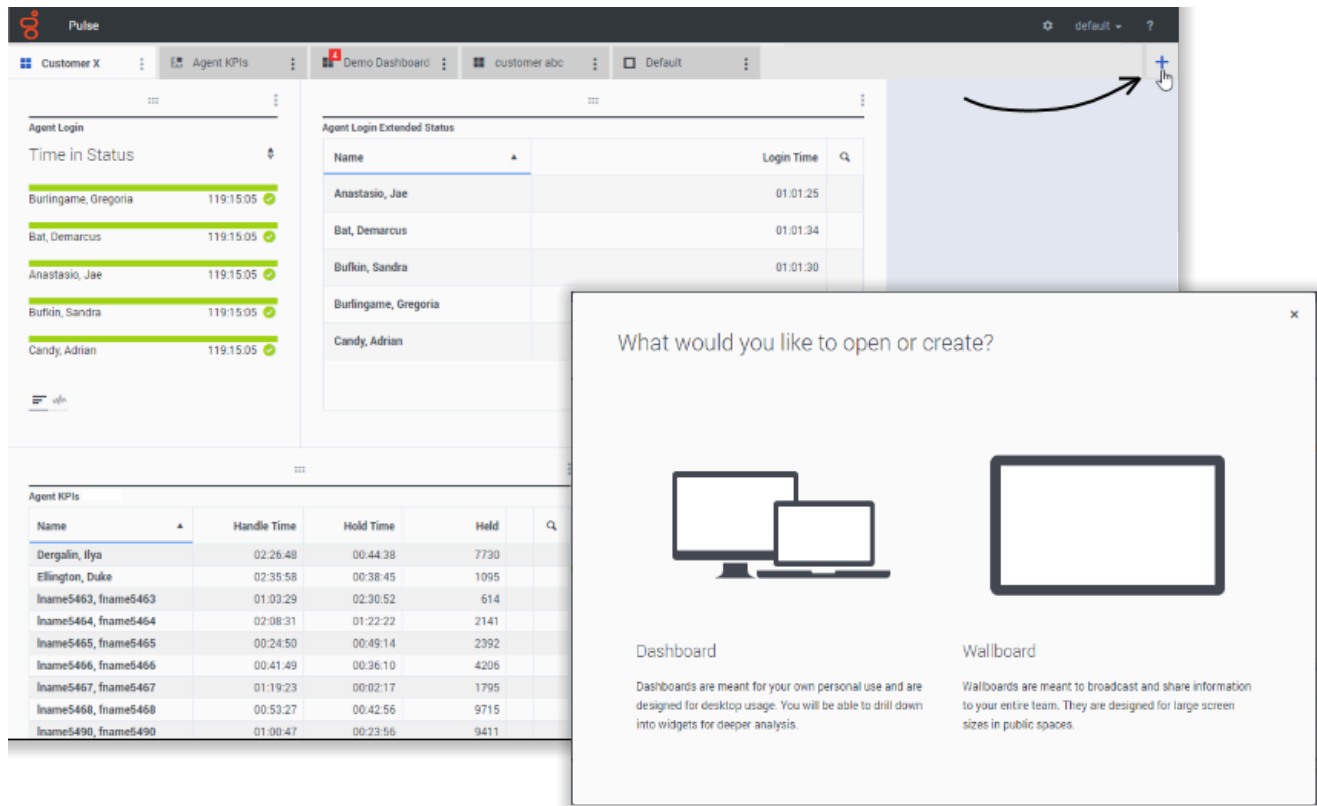 Pulse
default
?
Customer X
Agent KPIs
4
Demo Dashboard
customer abc
Default
+
Agent Login
Time in Status
Burlingame, Gregoria 119:15:05
Bat, Demarcus 119:15:05
Anastasio, Jae 119:15:05
Bufkin, Sandra 119:15:05
Candy, Adrian 119:15:05
Agent Login Extended Status
Name Login Time
Anastasio, Jae 01:01:25
Bat, Demarcus 01:01:34
Bufkin, Sandra 01:01:30
Burlingame, Gregoria
Candy, Adrian
Agent KPIs
Name Handle Time Hold Time Held
Dergalin, Ilya 02:26:48 00:44:38 7730
Ellington, Duke 02:35:58 00:38:45 1095
lname5463, fname5463 01:03:29 02:30:52 614
lname5464, fname5464 02:08:31 01:22:22 2141
lname5465, fname5465 00:24:50 00:49:14 2392
lname5466, fname5466 00:41:49 00:36:10 4206
lname5467, fname5467 01:19:23 00:02:17 1795
lname5468, fname5468 00:53:27 00:42:56 9715
lname5490, fname5490 01:00:47 00:23:56 9411
What would you like to open or create?
Dashboard
Dashboards are meant for your own personal use and are
designed for desktop usage. You will be able to drill down
into widgets for deeper analysis.
Wallboard
Wallboards are meant to broadcast and share information
to your entire team. They are designed for large screen
sizes in public spaces.